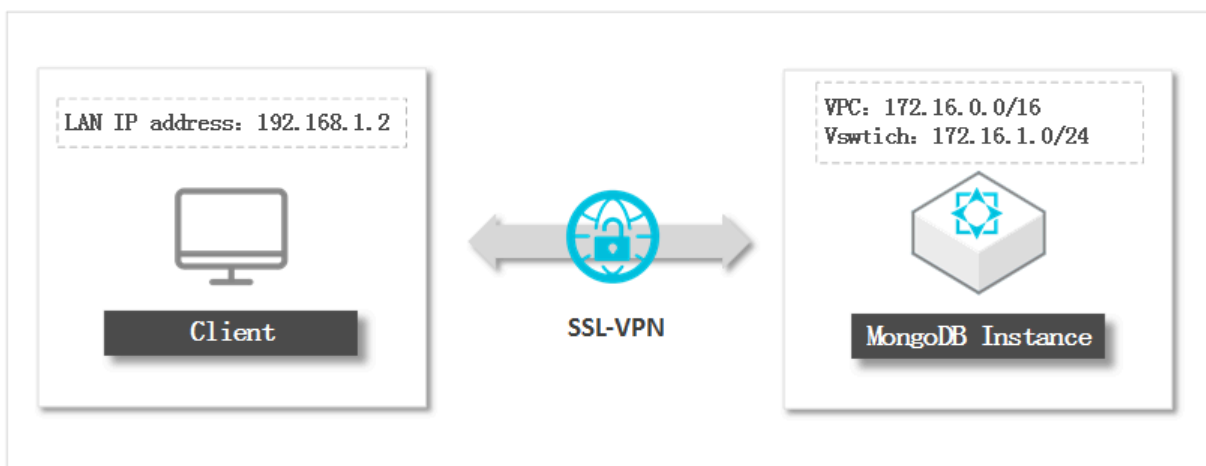 LAN IP address: 192.168.1.2
VPC: 172.16.0.0/16
Vswtich: 172.16.1.0/24
SSL-VPN
Client
MongoDB Instance